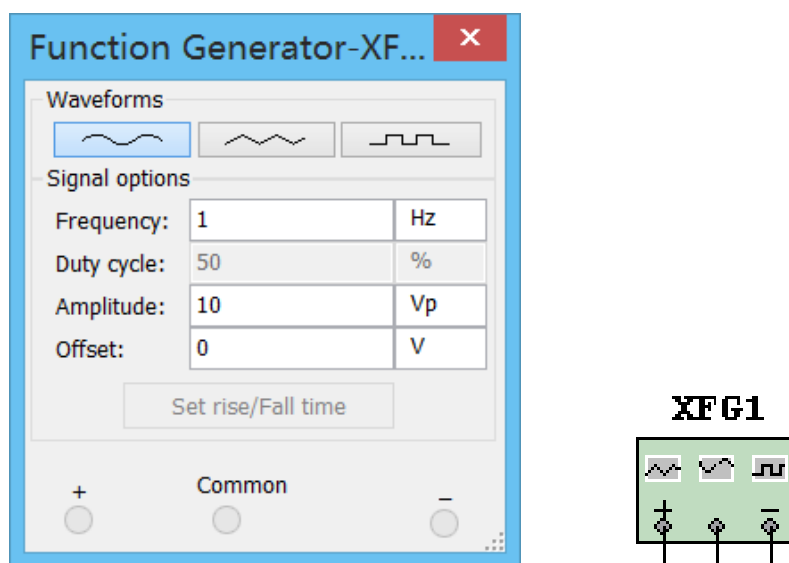 Function Generator-XF...
Waveforms
Signal options
Frequency: 1 Hz
Duty cycle: 50 %
Amplitude: 10 Vp
Offset: 0 V
Set rise/Fall time
+ Common –
XFG1
+ –